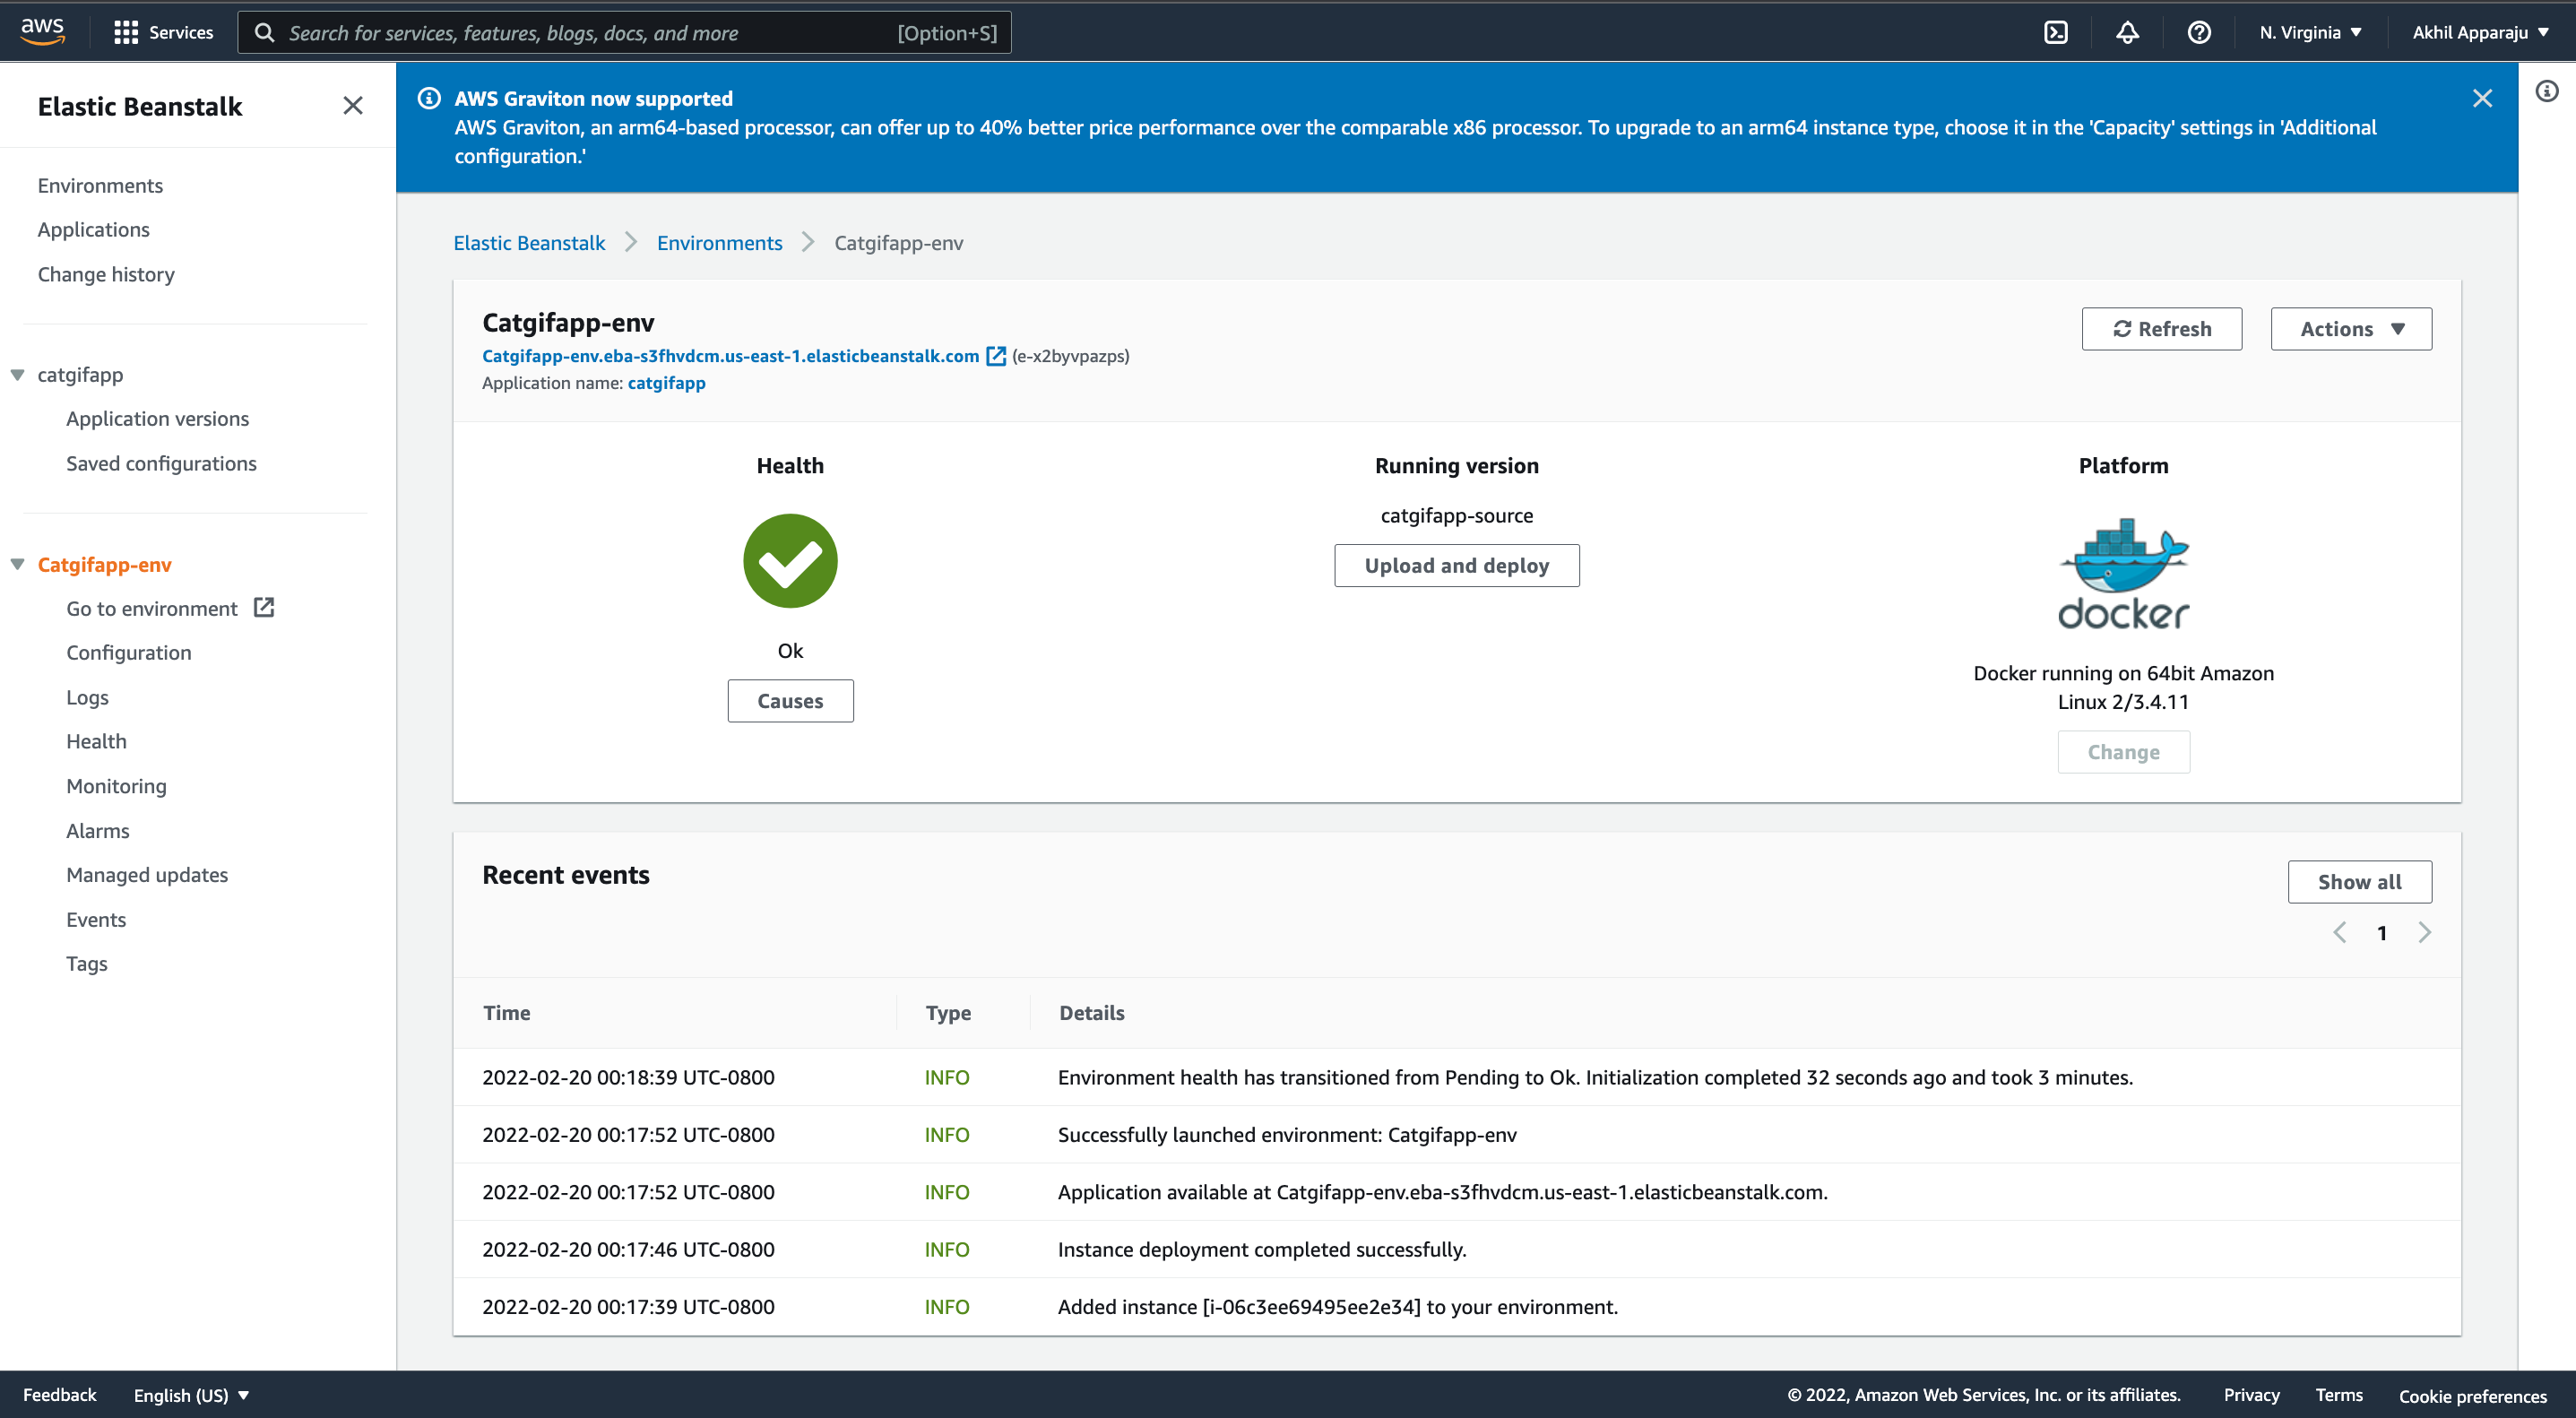 aws
Services
Search for services, features, blogs, docs, and more
[Option+S]
N. Virginia
Akhil Apparaju
Elastic Beanstalk
Environments
Applications
Change history
catgifapp
Application versions
Saved configurations
Catgifapp-env
Go to environment
Configuration
Logs
Health
Monitoring
Alarms
Managed updates
Events
Tags
AWS Graviton now supported
AWS Graviton, an arm64-based processor, can offer up to 40% better price performance over the comparable x86 processor. To upgrade to an arm64 instance type, choose it in the 'Capacity' settings in 'Additional
configuration.'
Elastic Beanstalk
Environments
Catgifapp-env
Catgifapp-env
Catgifapp-env.eba-s3fhvdcm.us-east-1.elasticbeanstalk.com (e-x2byvpazps)
Application name: catgifapp
Refresh
Actions
Health
Ok
Causes
Running version
catgifapp-source
Upload and deploy
Platform
docker
Docker running on 64bit Amazon
Linux 2/3.4.11
Change
Recent events
Show all
1
Time Type Details
2022-02-20 00:18:39 UTC-0800 INFO Environment health has transitioned from Pending to Ok. Initialization completed 32 seconds ago and took 3 minutes.
2022-02-20 00:17:52 UTC-0800 INFO Successfully launched environment: Catgifapp-env
2022-02-20 00:17:52 UTC-0800 INFO Application available at Catgifapp-env.eba-s3fhvdcm.us-east-1.elasticbeanstalk.com.
2022-02-20 00:17:46 UTC-0800 INFO Instance deployment completed successfully.
2022-02-20 00:17:39 UTC-0800 INFO Added instance [i-06c3ee69495ee2e34] to your environment.
Feedback
English (US)
© 2022, Amazon Web Services, Inc. or its affiliates.
Privacy
Terms
Cookie preferences